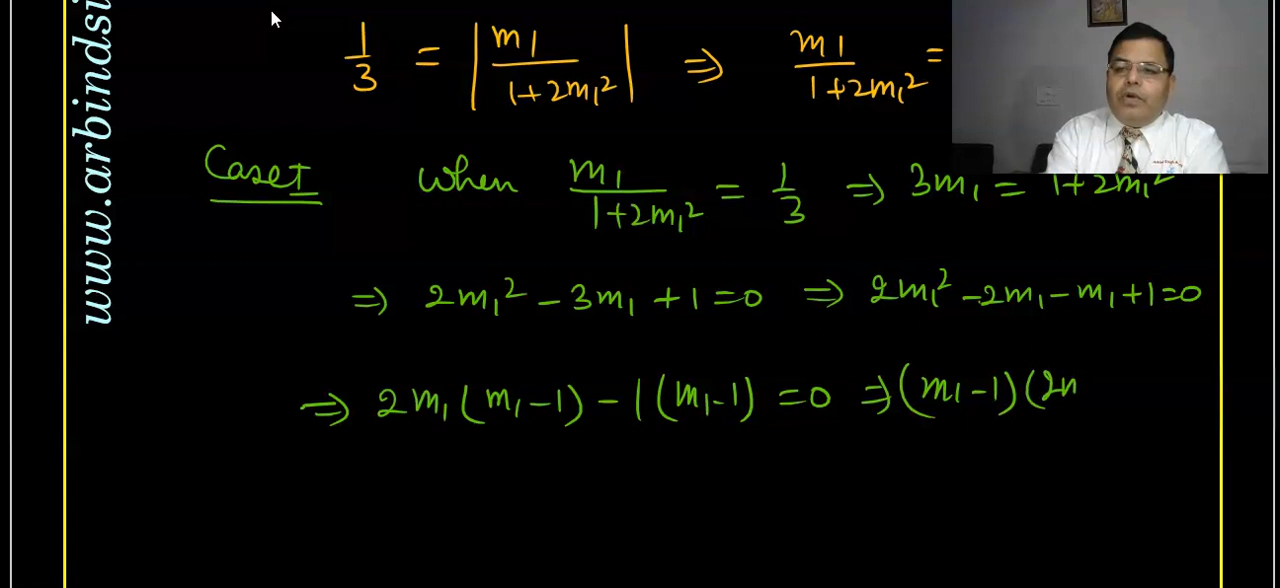 www.arbindsi
1/3 = |m₁/(1+2m₁²)| ⇒ m₁/(1+2m₁²) =
Case I when m₁/(1+2m₁²) = 1/3 ⇒ 3m₁ = 1+2m₁²
⇒ 2m₁² - 3m₁ + 1 = 0 ⇒ 2m₁² - 2m₁ - m₁ + 1 = 0
⇒ 2m₁(m₁-1) - 1(m₁-1) = 0 ⇒ (m₁-1)(2m